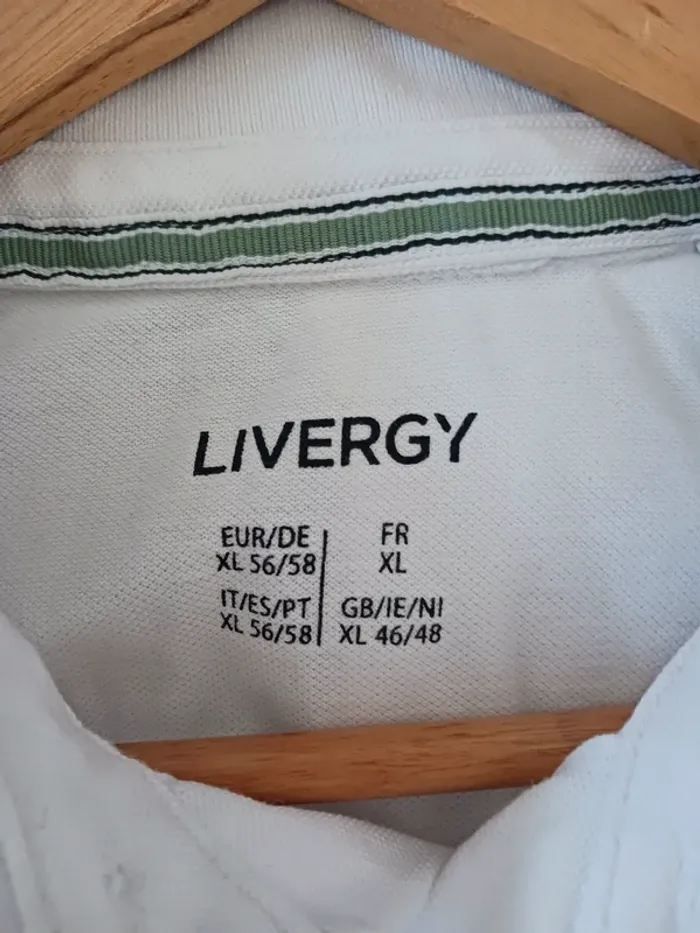 LIVERGY
EUR/DE
XL 56/58
FR
XL
IT/ES/PT
XL 56/58
GB/IE/NI
XL 46/48